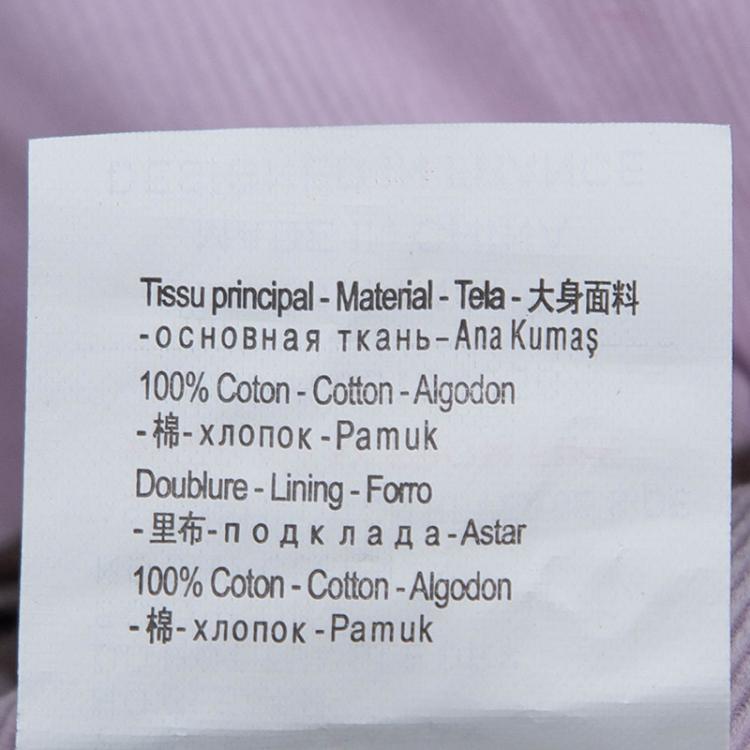 Tissu principal - Material - Tela - 大身面料
-основная ткань-Ana Kumaş
100% Coton - Cotton - Algodon
-棉-хлопок-Pamuk
Doublure - Lining - Forro
-里布-подклада-Astar
100% Coton - Cotton - Algodon
-棉-хлопок-Pamuk